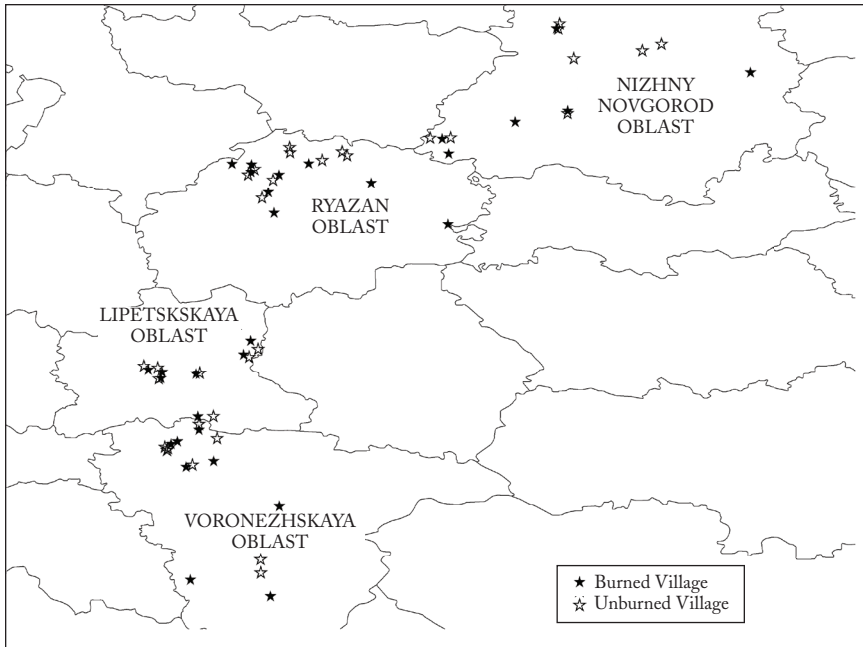 NIZHNY
NOVGOROD
OBLAST
RYAZAN
OBLAST
LIPETSKSKAYA
OBLAST
VORONEZHSKAYA
OBLAST
Burned Village
Unburned Village